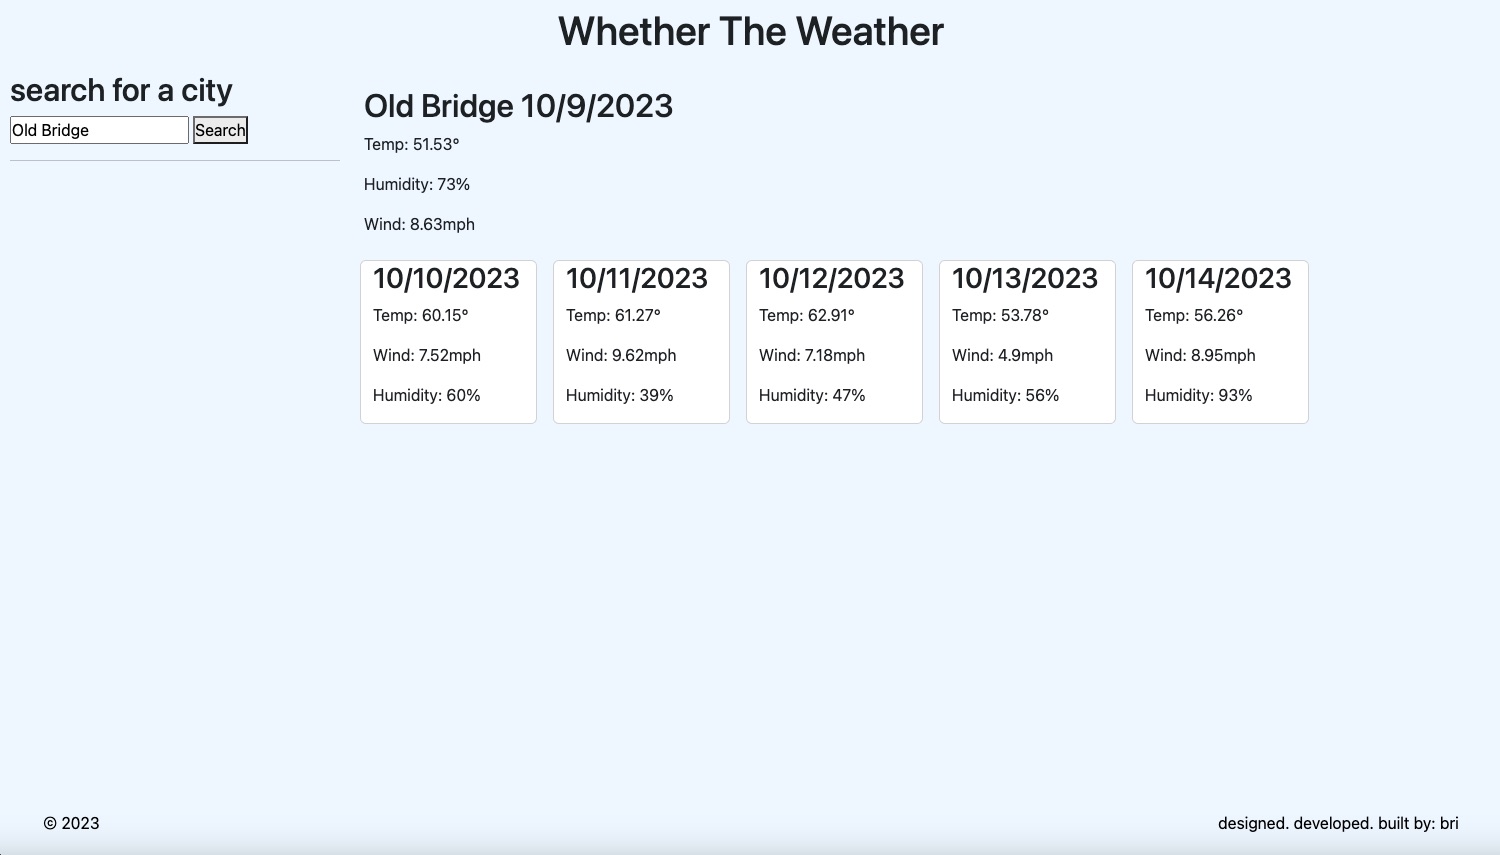 Whether The Weather
search for a city
Old Bridge Search
Old Bridge 10/9/2023
Temp: 51.53°
Humidity: 73%
Wind: 8.63mph
10/10/2023
Temp: 60.15°
Wind: 7.52mph
Humidity: 60%
10/11/2023
Temp: 61.27°
Wind: 9.62mph
Humidity: 39%
10/12/2023
Temp: 62.91°
Wind: 7.18mph
Humidity: 47%
10/13/2023
Temp: 53.78°
Wind: 4.9mph
Humidity: 56%
10/14/2023
Temp: 56.26°
Wind: 8.95mph
Humidity: 93%
© 2023
designed. developed. built by: bri